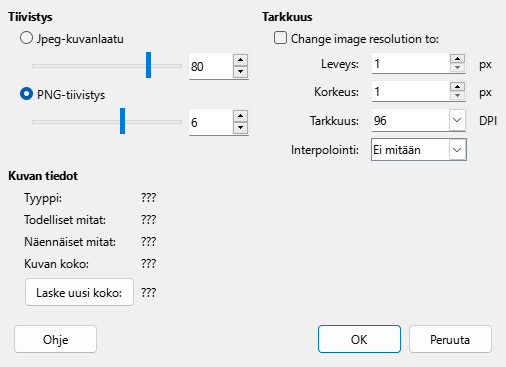 Tiivistys
Jpeg-kuvanlaatu
80
PNG-tiivistys
6
Tarkkuus
Change image resolution to:
Leveys: 1 px
Korkeus: 1 px
Tarkkuus: 96 DPI
Interpolointi: Ei mitään
Kuvan tiedot
Tyyppi: ???
Todelliset mitat: ???
Näennäiset mitat: ???
Kuvan koko: ???
Laske uusi koko: ???
Ohje
OK
Peruuta